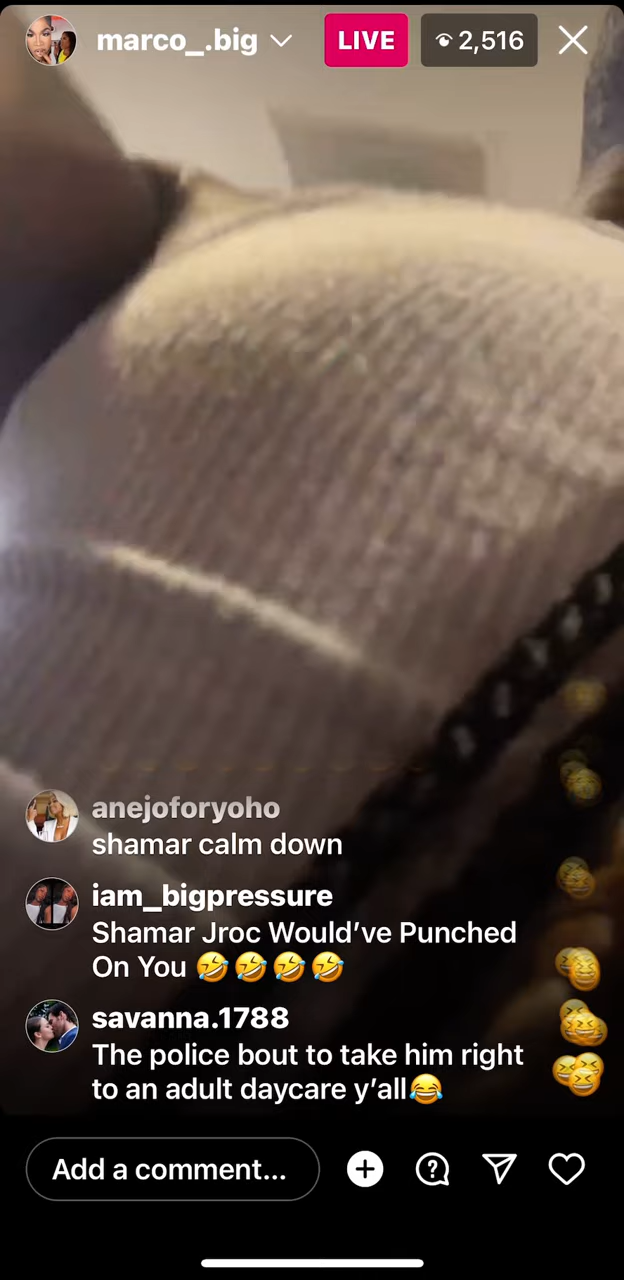 marco_.big LIVE 2,516
anejoforyoho
shamar calm down
iam_bigpressure
Shamar Jroc Would’ve Punched
On You 🤣🤣🤣🤣
savanna.1788
The police bout to take him right
to an adult daycare y’all😂
Add a comment...